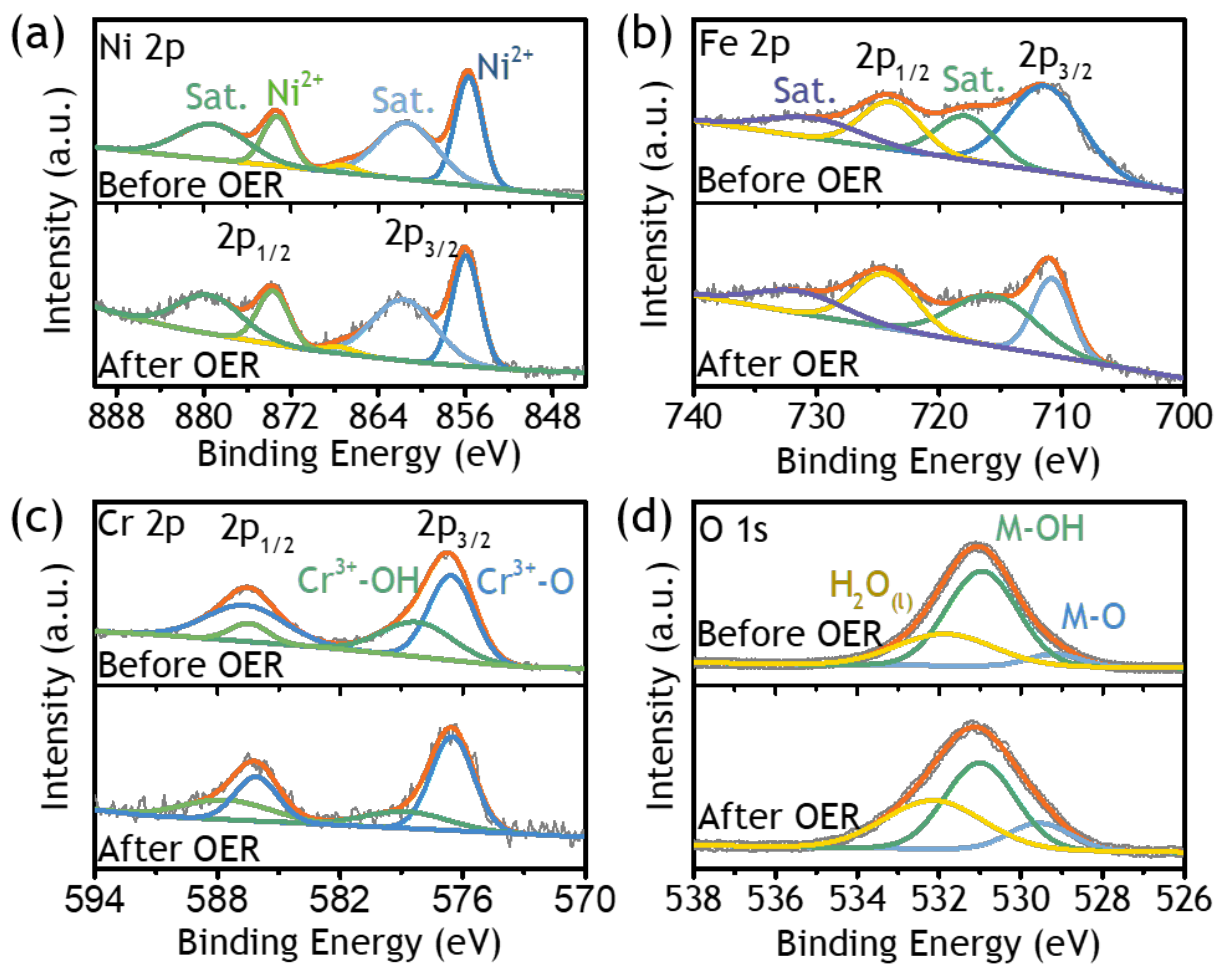 (a)
Ni 2p
Sat.
Ni²⁺
Sat.
Ni²⁺
Before OER
2p₁/₂
2p₃/₂
After OER
Intensity (a.u.)
888 880 872 864 856 848
Binding Energy (eV)
(b)
Fe 2p
Sat.
2p₁/₂
Sat.
2p₃/₂
Before OER
After OER
Intensity (a.u.)
740 730 720 710 700
Binding Energy (eV)
(c)
Cr 2p
2p₁/₂
2p₃/₂
Cr³⁺-OH
Cr³⁺-O
Before OER
After OER
Intensity (a.u.)
594 588 582 576 570
Binding Energy (eV)
(d)
O 1s
M-OH
H₂O₍l₎
M-O
Before OER
After OER
Intensity (a.u.)
538 536 534 532 530 528 526
Binding Energy (eV)